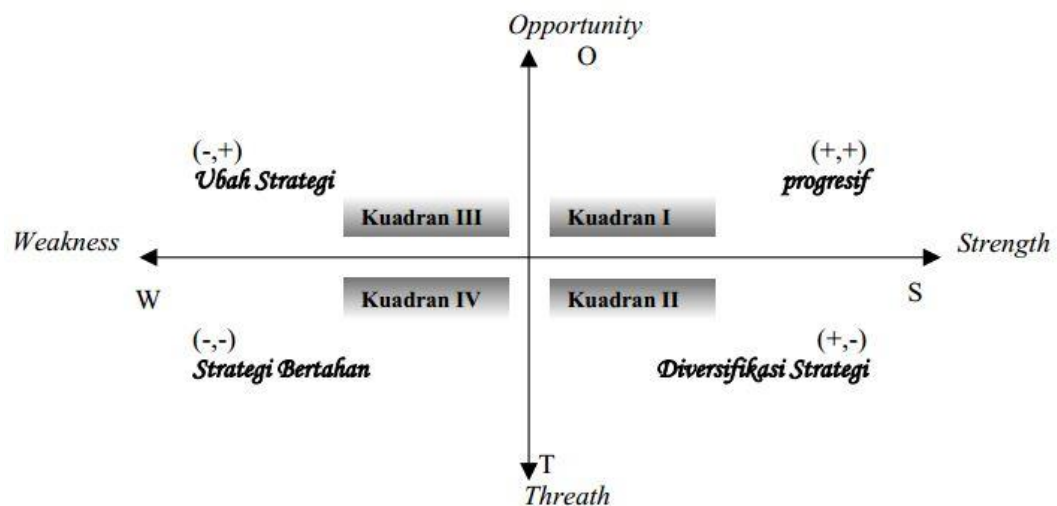 Opportunity
O
(-,+)
Ubah Strategi
(+,+)
progresif
Kuadran III
Kuadran I
Weakness
Strength
W
S
Kuadran IV
Kuadran II
(-,-)
Strategi Bertahan
(+,-)
Diversifikasi Strategi
T
Threath